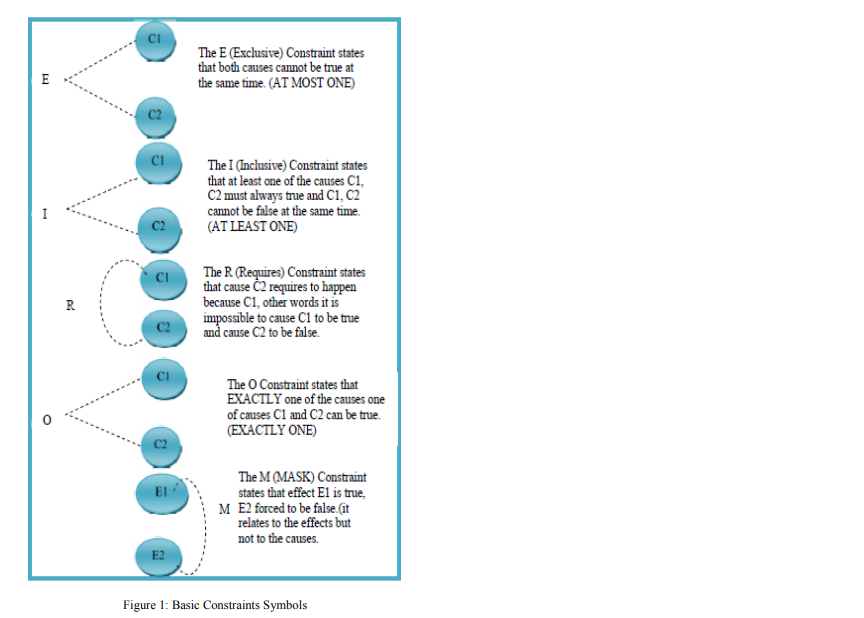 C1
The E (Exclusive) Constraint states
that both causes cannot be true at
the same time. (AT MOST ONE)
E
C2
C1
The I (Inclusive) Constraint states
that at least one of the causes C1,
C2 must always true and C1, C2
cannot be false at the same time.
(AT LEAST ONE)
I
C2
The R (Requires) Constraint states
that cause C2 requires to happen
because C1, other words it is
impossible to cause C1 to be true
and cause C2 to be false.
C1
R
C2
C1
The O Constraint states that
EXACTLY one of the causes one
of causes C1 and C2 can be true.
(EXACTLY ONE)
O
C2
The M (MASK) Constraint
states that effect E1 is true,
E2 forced to be false.(it
relates to the effects but
not to the causes.
E1
M
E2
Figure 1: Basic Constraints Symbols